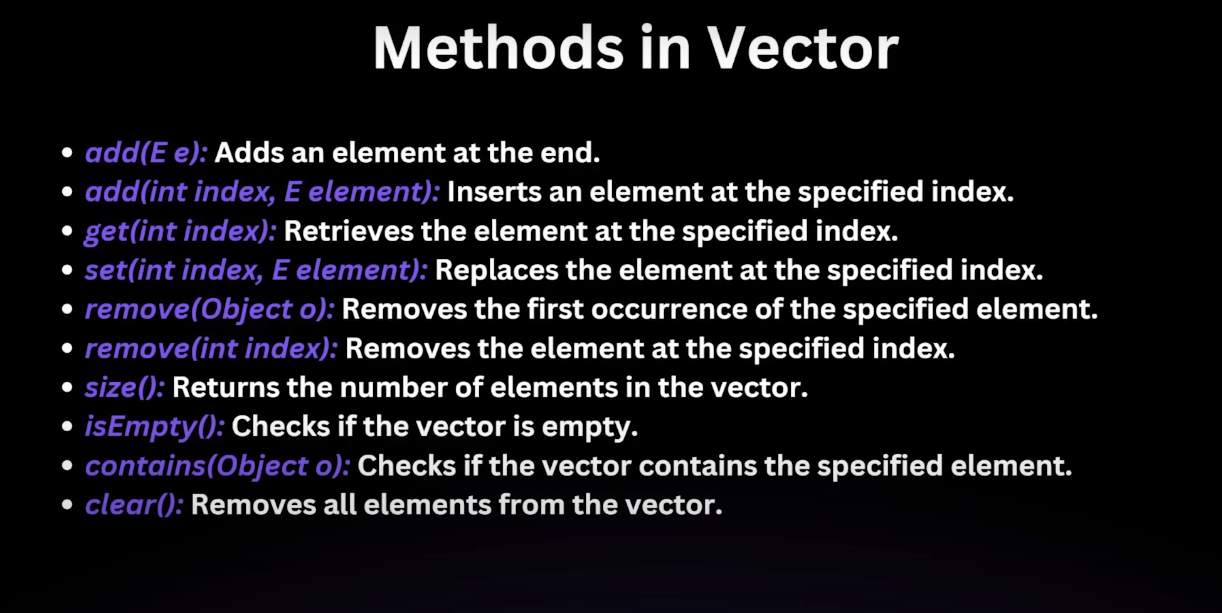 Methods in Vector
• add(E e): Adds an element at the end.
• add(int index, E element): Inserts an element at the specified index.
• get(int index): Retrieves the element at the specified index.
• set(int index, E element): Replaces the element at the specified index.
• remove(Object o): Removes the first occurrence of the specified element.
• remove(int index): Removes the element at the specified index.
• size(): Returns the number of elements in the vector.
• isEmpty(): Checks if the vector is empty.
• contains(Object o): Checks if the vector contains the specified element.
• clear(): Removes all elements from the vector.